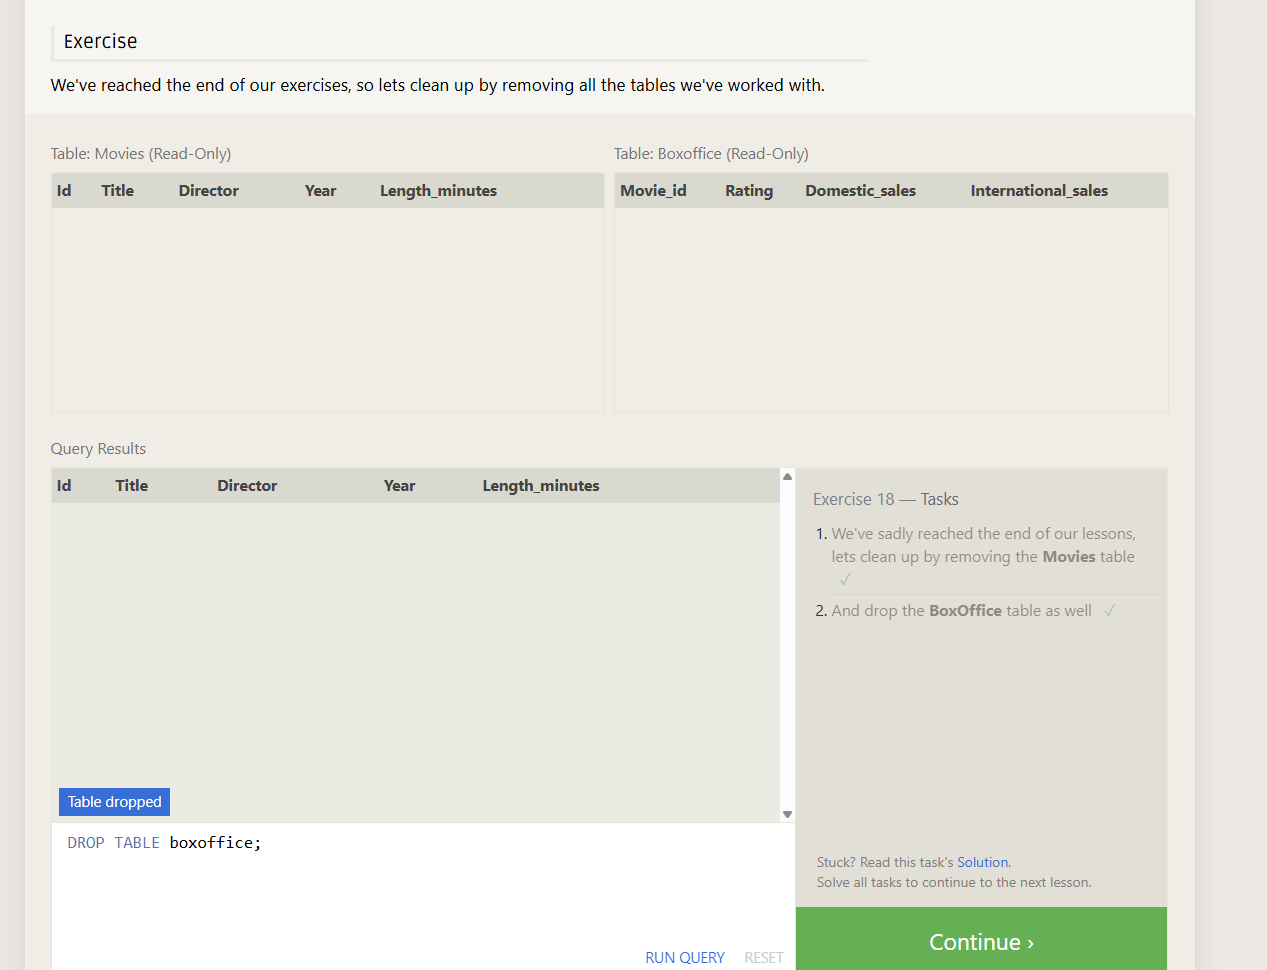 Exercise
We've reached the end of our exercises, so lets clean up by removing all the tables we've worked with.
Table: Movies (Read-Only)
Id Title Director Year Length_minutes
Table: Boxoffice (Read-Only)
Movie_id Rating Domestic_sales International_sales
Query Results
Id Title Director Year Length_minutes
Table dropped
DROP TABLE boxoffice;
RUN QUERY RESET
Exercise 18 — Tasks
1. We've sadly reached the end of our lessons,
lets clean up by removing the Movies table
✓
2. And drop the BoxOffice table as well ✓
Stuck? Read this task's Solution.
Solve all tasks to continue to the next lesson.
Continue ›